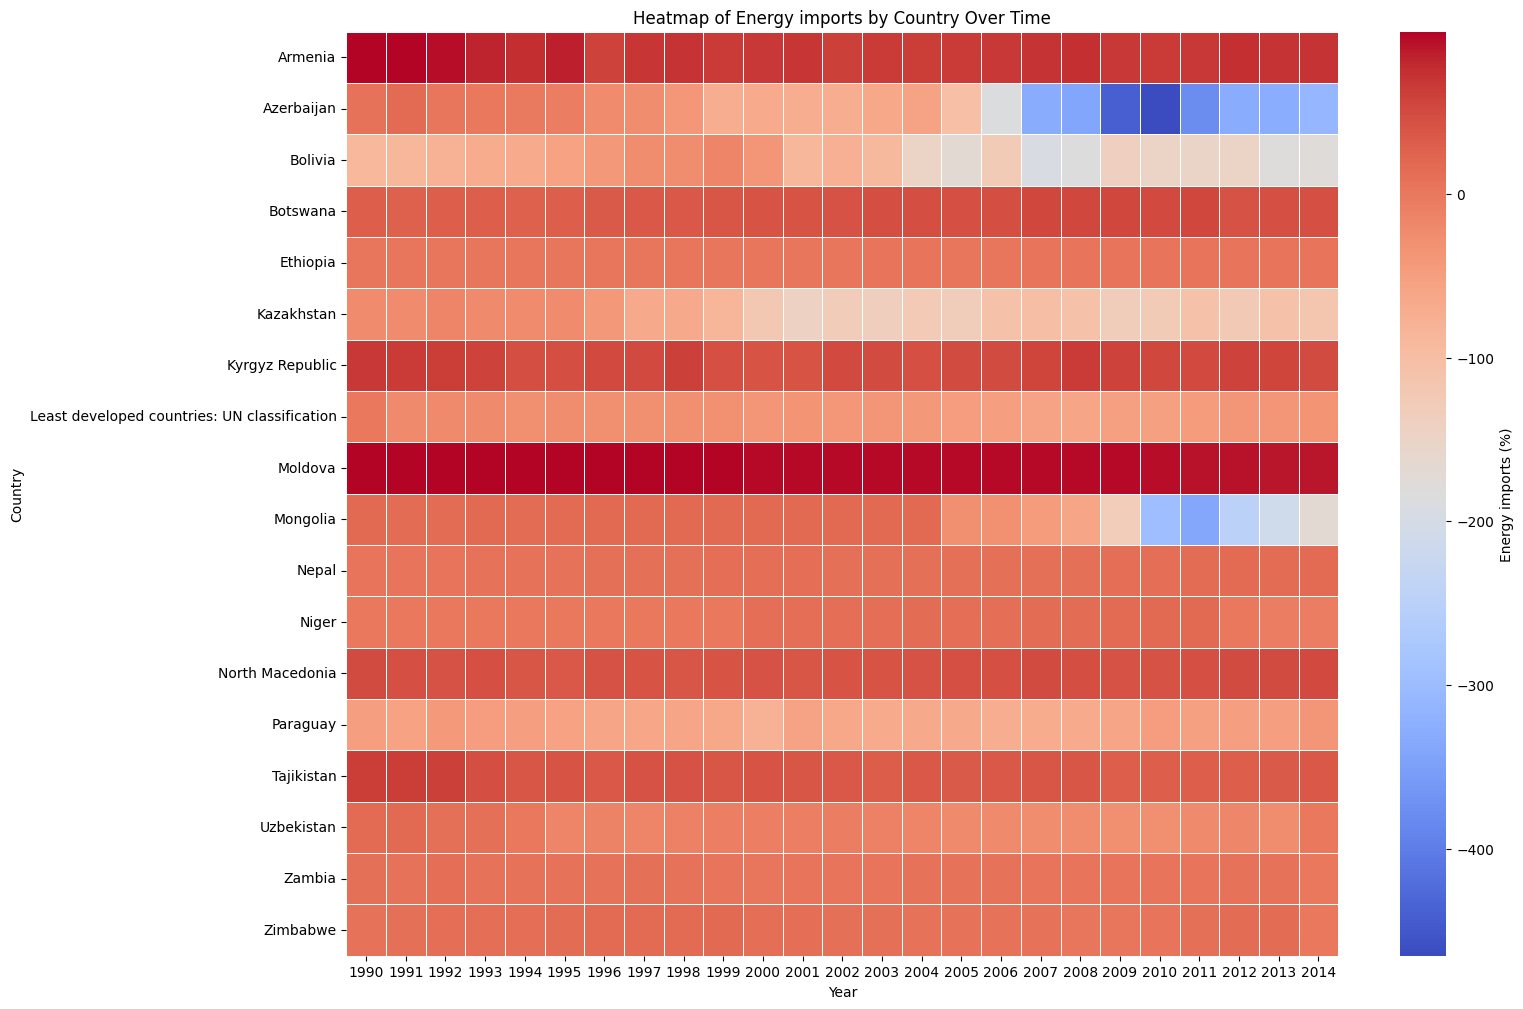 Heatmap of Energy imports by Country Over Time
Country
Armenia
Azerbaijan
Bolivia
Botswana
Ethiopia
Kazakhstan
Kyrgyz Republic
Least developed countries: UN classification
Moldova
Mongolia
Nepal
Niger
North Macedonia
Paraguay
Tajikistan
Uzbekistan
Zambia
Zimbabwe
1990 1991 1992 1993 1994 1995 1996 1997 1998 1999 2000 2001 2002 2003 2004 2005 2006 2007 2008 2009 2010 2011 2012 2013 2014
Year
0
−100
−200
−300
−400
Energy imports (%)